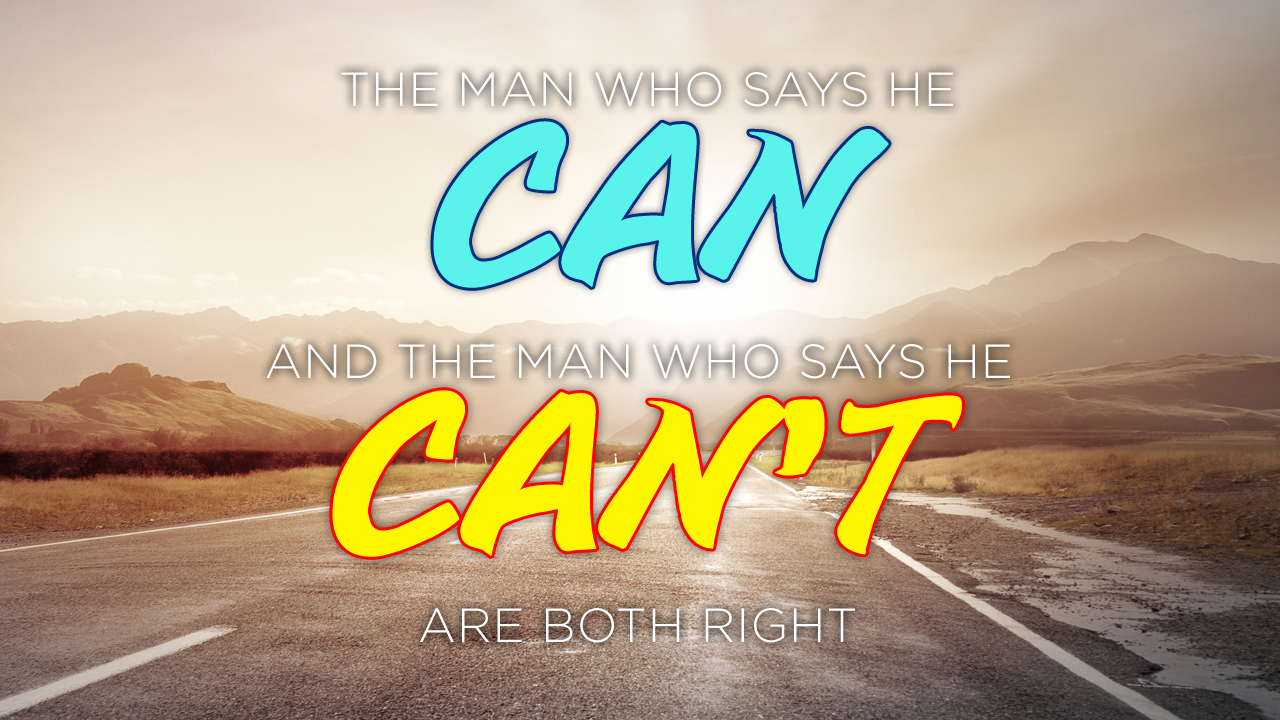 THE MAN WHO SAYS HE
CAN
AND THE MAN WHO SAYS HE
CAN'T
ARE BOTH RIGHT